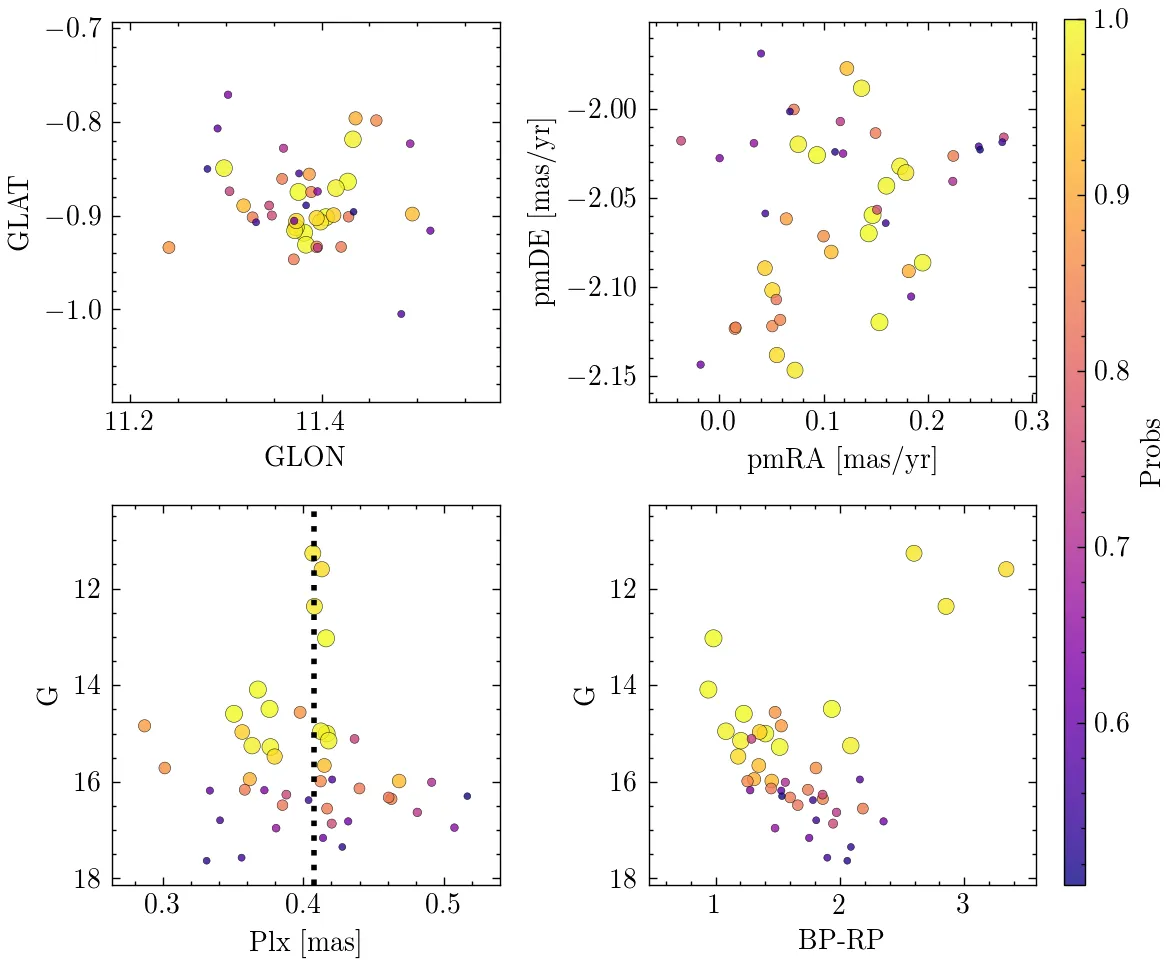 −0.7
−0.8
−0.9
−1.0
GLAT
11.2 11.4
GLON
−2.00
−2.05
−2.10
−2.15
pmDE [mas/yr]
0.0 0.1 0.2 0.3
pmRA [mas/yr]
12
14
16
18
G
0.3 0.4 0.5
Plx [mas]
12
14
16
18
G
1 2 3
BP-RP
1.0
0.9
0.8
0.7
0.6
Probs